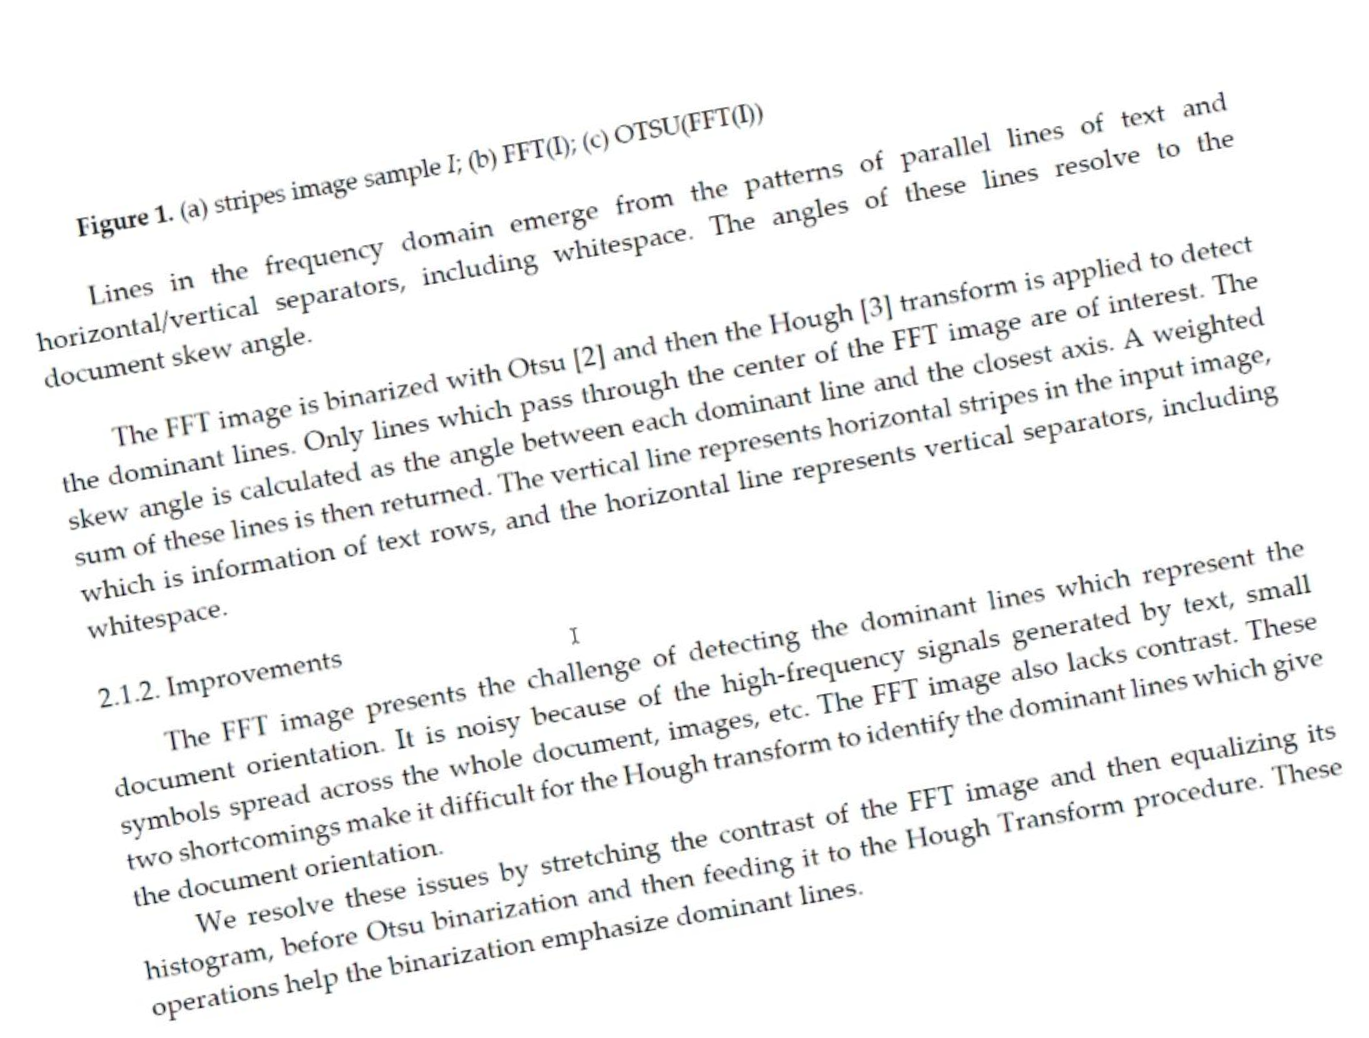 Figure 1. (a) stripes image sample I; (b) FFT(I); (c) OTSU(FFT(I))
Lines in the frequency domain emerge from the patterns of parallel lines of text and
horizontal/vertical separators, including whitespace. The angles of these lines resolve to the
document skew angle.
The FFT image is binarized with Otsu [2] and then the Hough [3] transform is applied to detect
the dominant lines. Only lines which pass through the center of the FFT image are of interest. The
skew angle is calculated as the angle between each dominant line and the closest axis. A weighted
sum of these lines is then returned. The vertical line represents horizontal stripes in the input image,
which is information of text rows, and the horizontal line represents vertical separators, including
whitespace.
2.1.2. Improvements
The FFT image presents the challenge of detecting the dominant lines which represent the
document orientation. It is noisy because of the high-frequency signals generated by text, small
symbols spread across the whole document, images, etc. The FFT image also lacks contrast. These
two shortcomings make it difficult for the Hough transform to identify the dominant lines which give
the document orientation.
We resolve these issues by stretching the contrast of the FFT image and then equalizing its
histogram, before Otsu binarization and then feeding it to the Hough Transform procedure. These
operations help the binarization emphasize dominant lines.